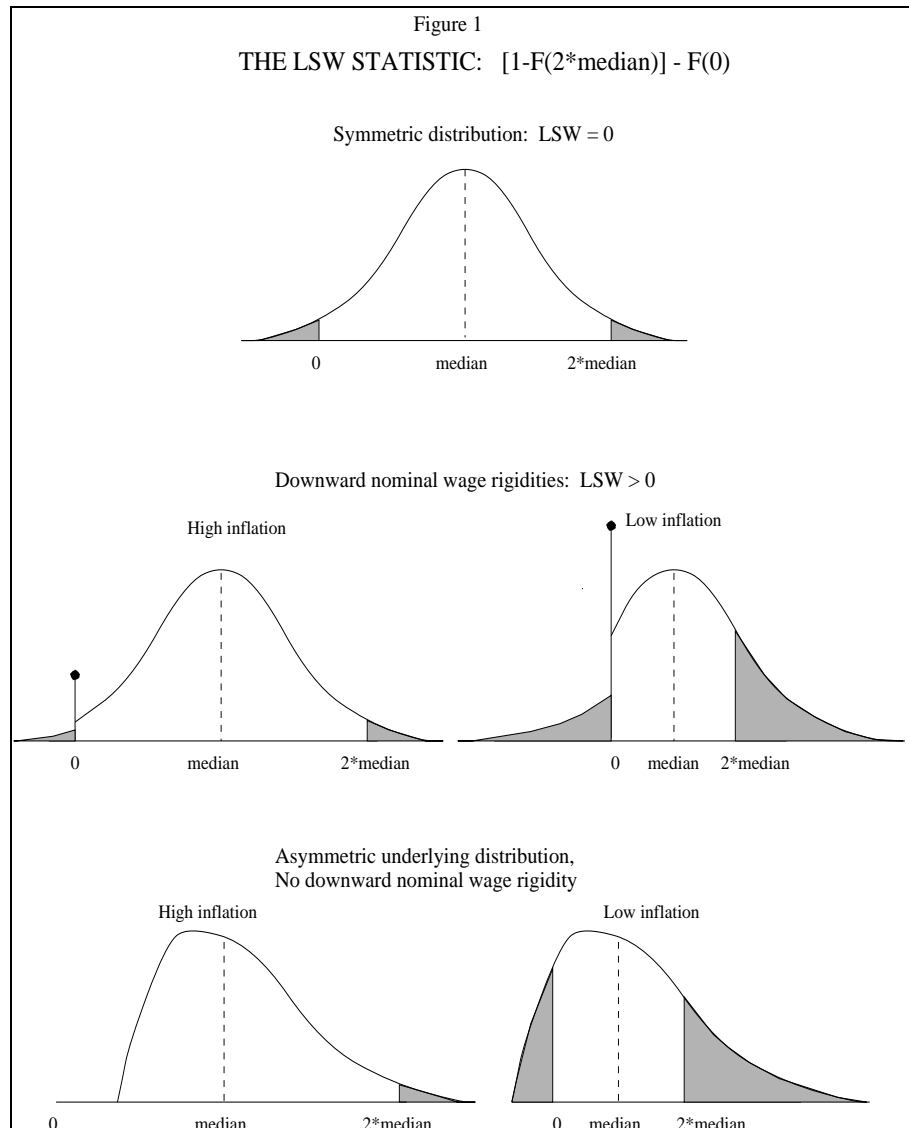 Figure 1
THE LSW STATISTIC: [1-F(2*median)] - F(0)
Symmetric distribution: LSW = 0
0 median 2*median
Downward nominal wage rigidities: LSW > 0
High inflation
Low inflation
0 median 2*median
0 median 2*median
Asymmetric underlying distribution,
No downward nominal wage rigidity
High inflation
Low inflation
0 median 2*median
0 median 2*median